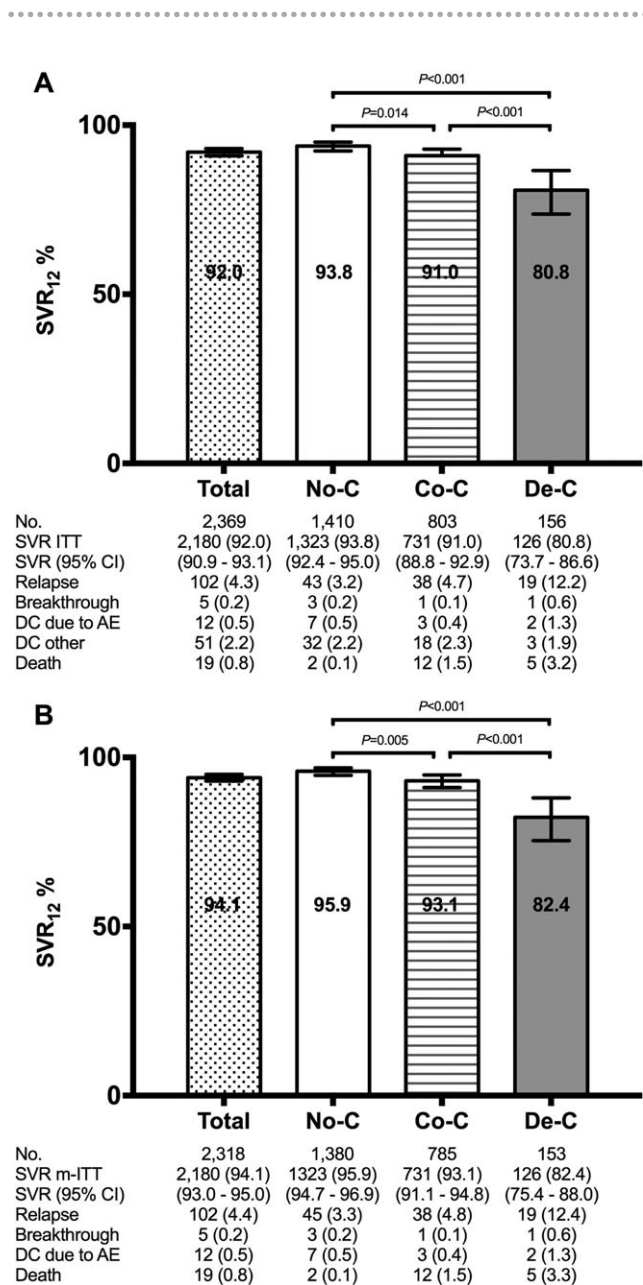 A
P<0.001
P=0.014 P<0.001
100
50
0
SVR12 %
92.0 93.8 91.0 80.8
Total No-C Co-C De-C
No. 2,369 1,410 803 156
SVR ITT 2,180 (92.0) 1,323 (93.8) 731 (91.0) 126 (80.8)
SVR (95% CI) (90.9 - 93.1) (92.4 - 95.0) (88.8 - 92.9) (73.7 - 86.6)
Relapse 102 (4.3) 43 (3.2) 38 (4.7) 19 (12.2)
Breakthrough 5 (0.2) 3 (0.2) 1 (0.1) 1 (0.6)
DC due to AE 12 (0.5) 7 (0.5) 3 (0.4) 2 (1.3)
DC other 51 (2.2) 32 (2.2) 18 (2.3) 3 (1.9)
Death 19 (0.8) 2 (0.1) 12 (1.5) 5 (3.2)
B
P<0.001
P=0.005 P<0.001
100
50
0
SVR12 %
94.1 95.9 93.1 82.4
Total No-C Co-C De-C
No. 2,318 1,380 785 153
SVR m-ITT 2,180 (94.1) 1323 (95.9) 731 (93.1) 126 (82.4)
SVR (95% CI) (93.0 - 95.0) (94.7 - 96.9) (91.1 - 94.8) (75.4 - 88.0)
Relapse 102 (4.4) 45 (3.3) 38 (4.8) 19 (12.4)
Breakthrough 5 (0.2) 3 (0.2) 1 (0.1) 1 (0.6)
DC due to AE 12 (0.5) 7 (0.5) 3 (0.4) 2 (1.3)
Death 19 (0.8) 2 (0.1) 12 (1.5) 5 (3.3)